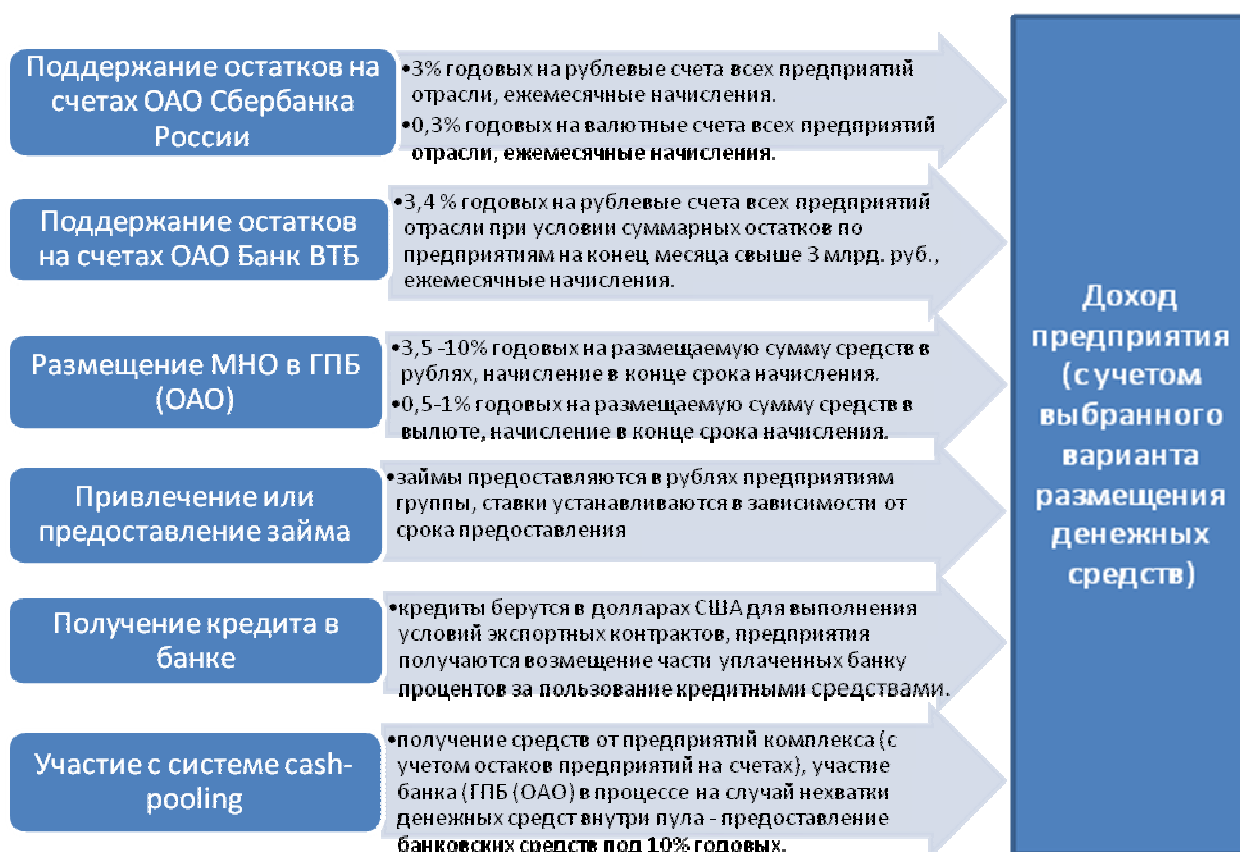 Поддержание остатков на
счетах ОАО Сбербанка
России
•3% годовых на рублевые счета всех предприятий
отрасли, ежемесячные начисления.
•0,3% годовых на валютные счета всех предприятий
отрасли, ежемесячные начисления.
Поддержание остатков
на счетах ОАО Банк ВТБ
•3,4 % годовых на рублевые счета всех предприятий
отрасли при условии суммарных остатков по
предприятиям на конец месяца свыше 3 млрд. руб.,
ежемесячные начисления.
Размещение МНО в ГПБ
(ОАО)
•3,5 -10% годовых на размещаемую сумму средств в
рублях, начисление в конце срока начисления.
•0,5-1% годовых на размещаемую сумму средств в
вылюте, начисление в конце срока начисления.
Привлечение или
предоставление займа
•займы предоставляются в рублях предприятиям
группы, ставки устанавливаются в зависимости от
срока предоставления
Получение кредита в
банке
•кредиты берутся в долларах США для выполнения
условий экспортных контрактов, предприятия
получаются возмещение части уплаченных банку
процентов за пользование кредитными средствами.
Участие с системе cash-
pooling
•получение средств от предприятий комплекса (с
учетом остаков предприятий на счетах), участие
банка (ГПБ (ОАО) в процессе на случай нехватки
денежных средст внутри пула - предоставление
банковских средств под 10% годовых.
Доход
предприятия
(с учетом
выбранного
варианта
размещения
денежных
средств)